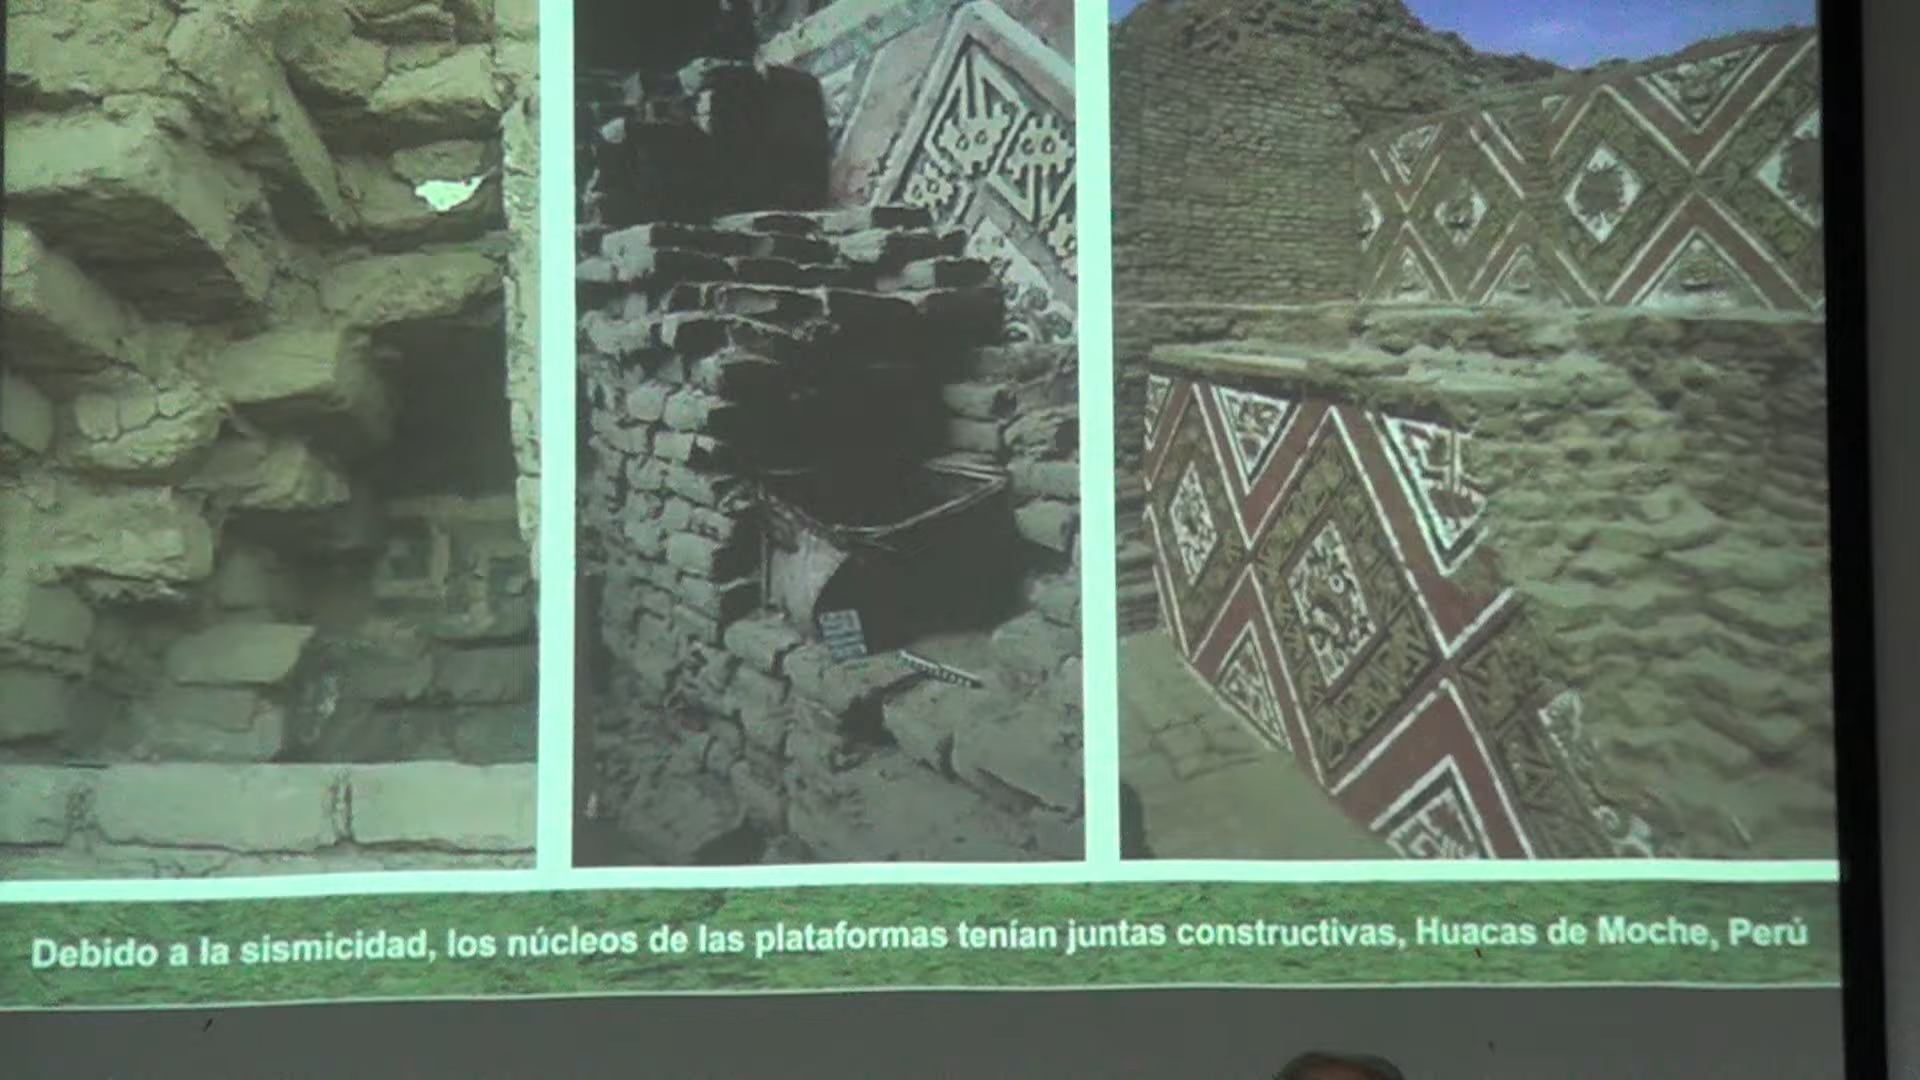 Debido a la sismicidad, los núcleos de las plataformas tenían juntas constructivas, Huacas de Moche, Perú